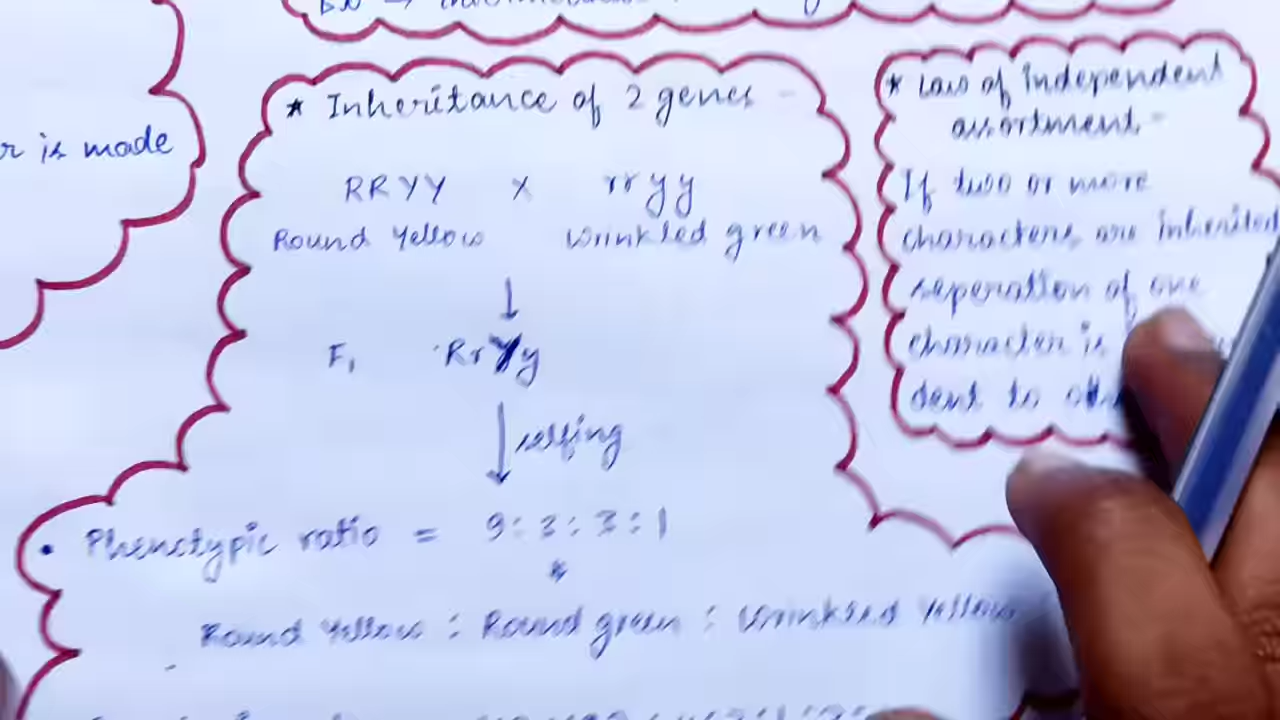 r is made
* Inheritance of 2 genes -
RRYY x rryy
Round Yellow Wrinkled green
F1 RrYy
selfing
• Phenotypic ratio = 9:3:3:1
*
Round Yellow : Round green : Wrinkled Yellow
* Law of independent
assortment -
If two or more
characters are inherited
seperation of one
character is
dent to